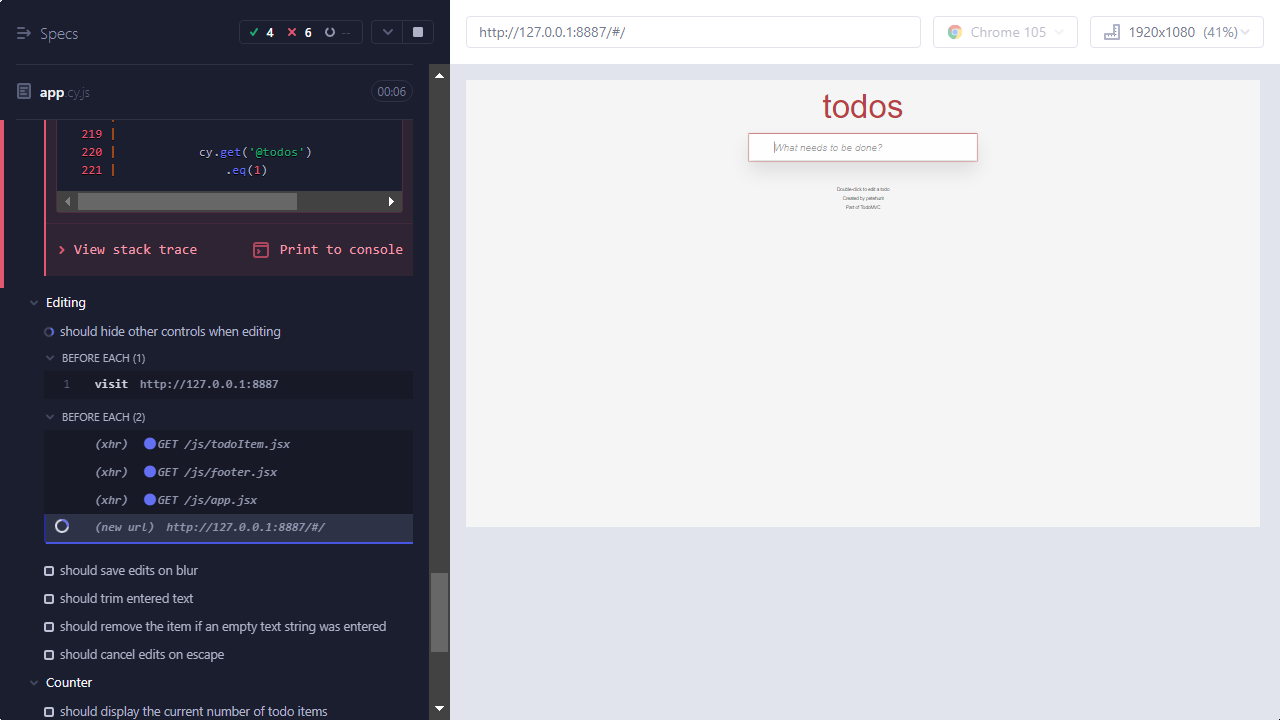 Specs
4
6
--
app.cy.js
00:06
219 |
220 | cy.get('@todos')
221 | .eq(1)
View stack trace
Print to console
Editing
should hide other controls when editing
BEFORE EACH (1)
1 visit http://127.0.0.1:8887
BEFORE EACH (2)
(xhr) GET /js/todoItem.jsx
(xhr) GET /js/footer.jsx
(xhr) GET /js/app.jsx
(new url) http://127.0.0.1:8887/#/
should save edits on blur
should trim entered text
should remove the item if an empty text string was entered
should cancel edits on escape
Counter
should display the current number of todo items
http://127.0.0.1:8887/#/
Chrome 105
1920x1080 (41%)
todos
What needs to be done?
Double-click to edit a todo
Created by petehunt
Part of TodoMVC